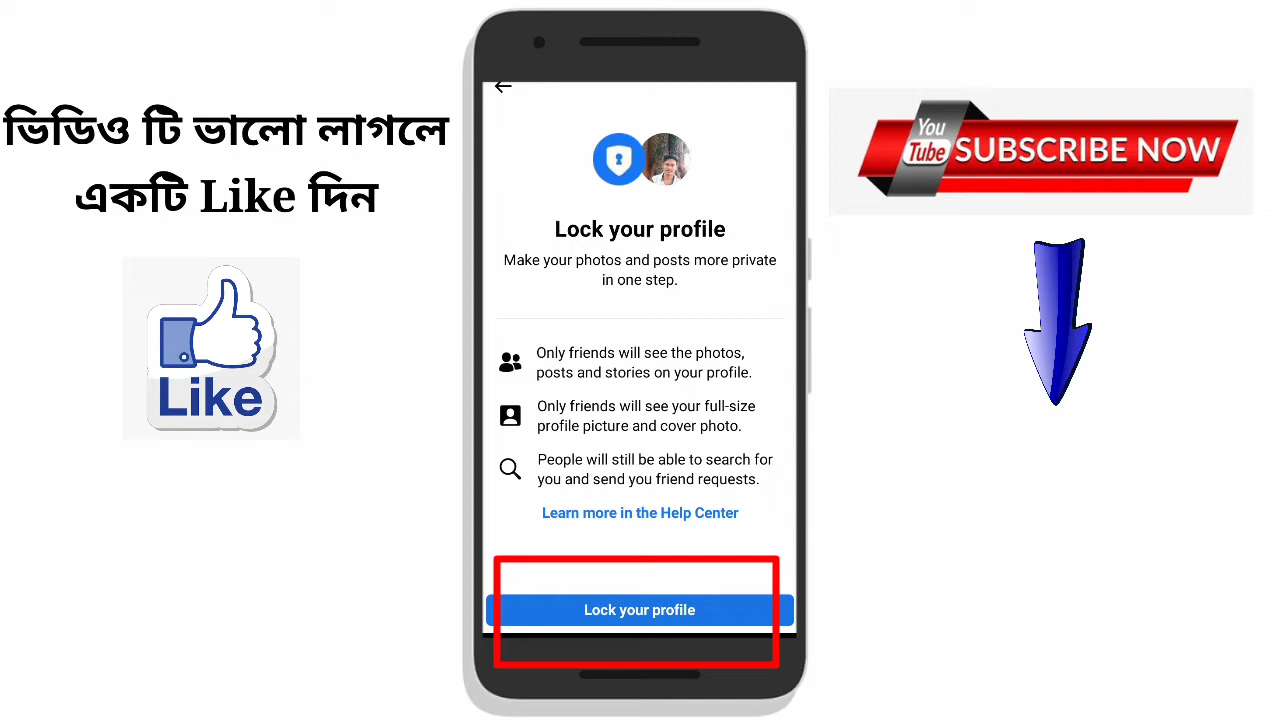 ভিডিও টি ভালো লাগলে
একটি Like দিন
Like
Lock your profile
Make your photos and posts more private
in one step.
Only friends will see the photos,
posts and stories on your profile.
Only friends will see your full-size
profile picture and cover photo.
People will still be able to search for
you and send you friend requests.
Learn more in the Help Center
Lock your profile
You
Tube
SUBSCRIBE NOW